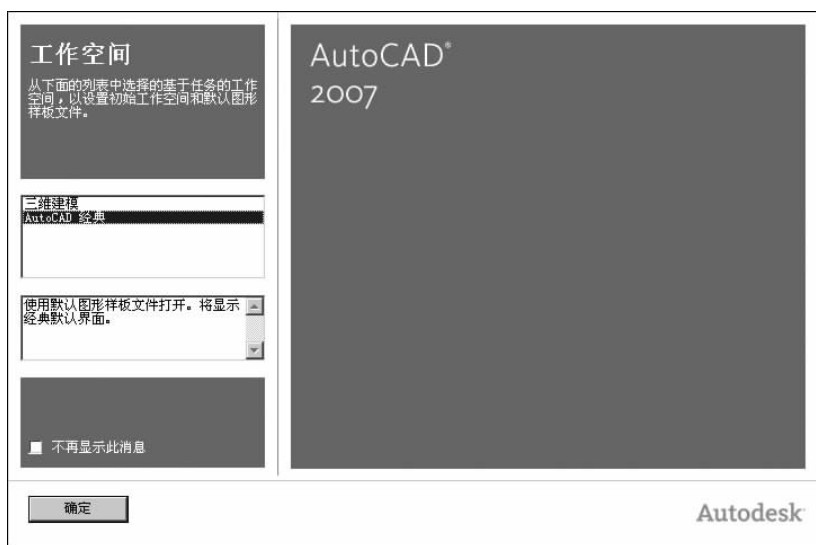 工作空间
从下面的列表中选择的基于任务的工作
空间，以设置初始工作空间和默认图形
样板文件。
三维建模
AutoCAD 经典
使用默认图形样板文件打开。将显示
经典默认界面。
不再显示此消息
确定
AutoCAD®
2007
Autodesk